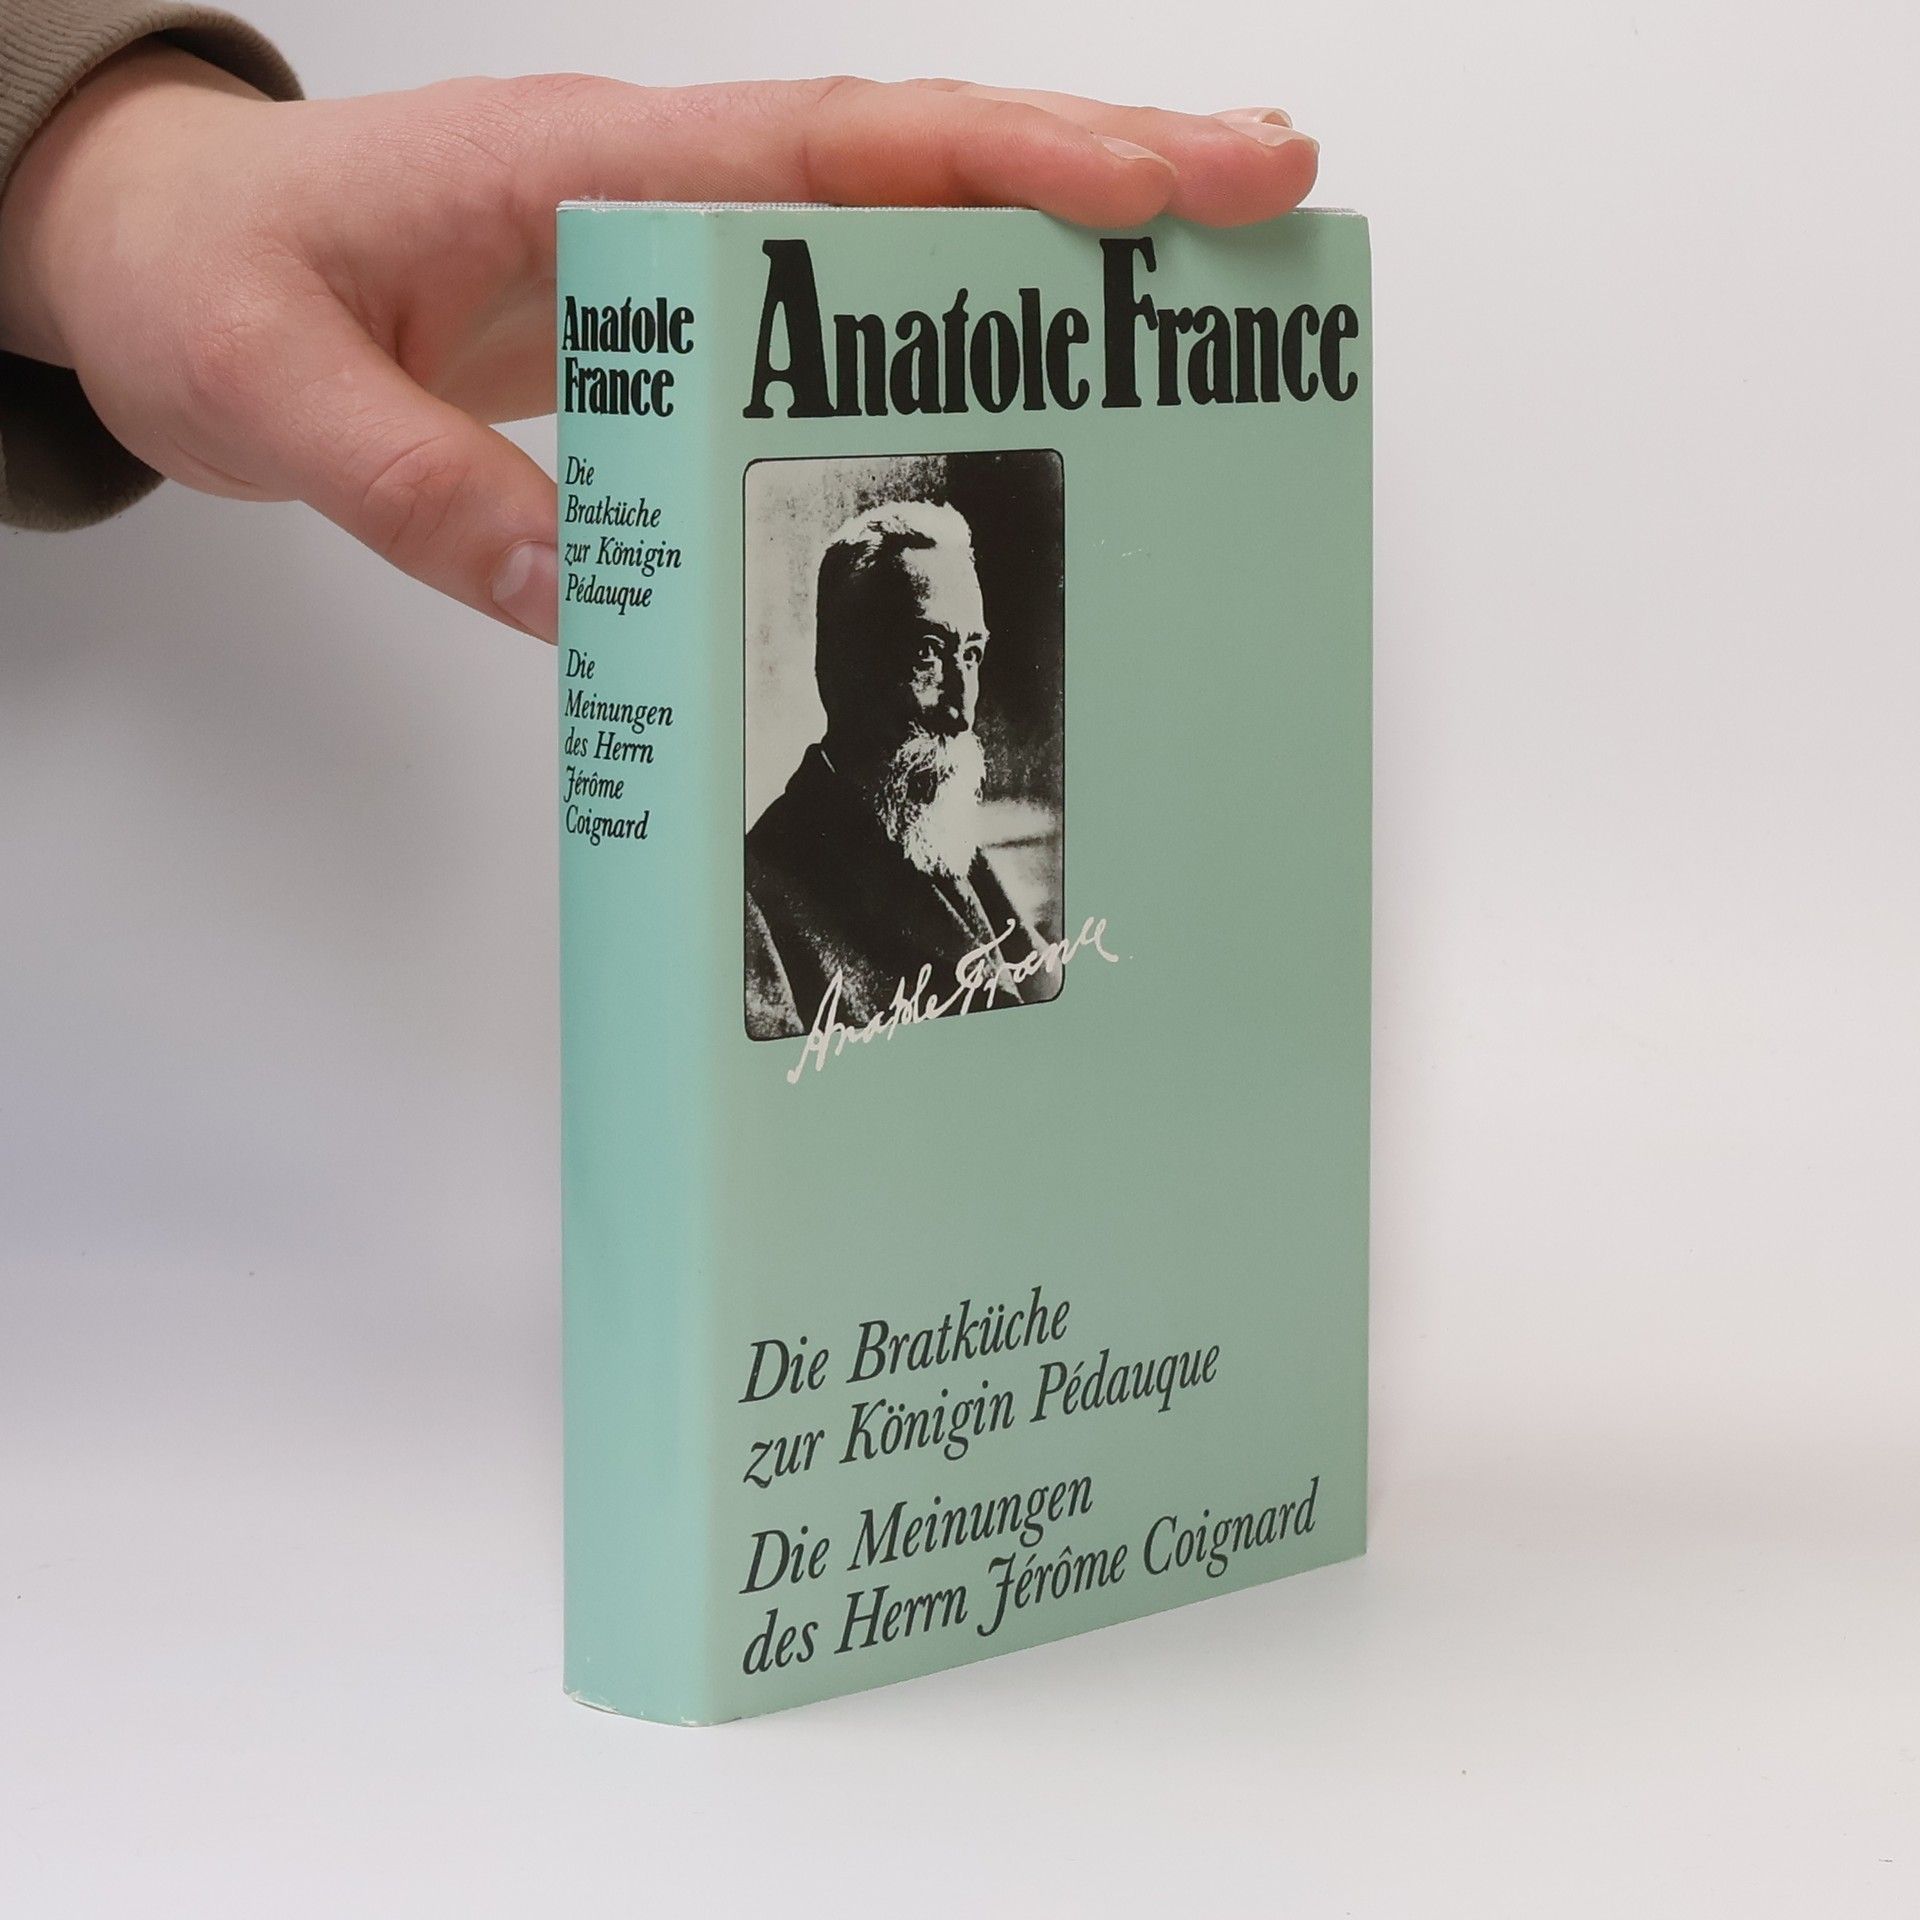 Anatole
France
Die
Bratküche
zur Königin
Pédauque
Die
Meinungen
des Herrn
Jérôme
Coignard
Anatole France
Anatole France
Die Bratküche
zur Königin Pédauque
Die Meinungen
des Herrn Jérôme Coignard